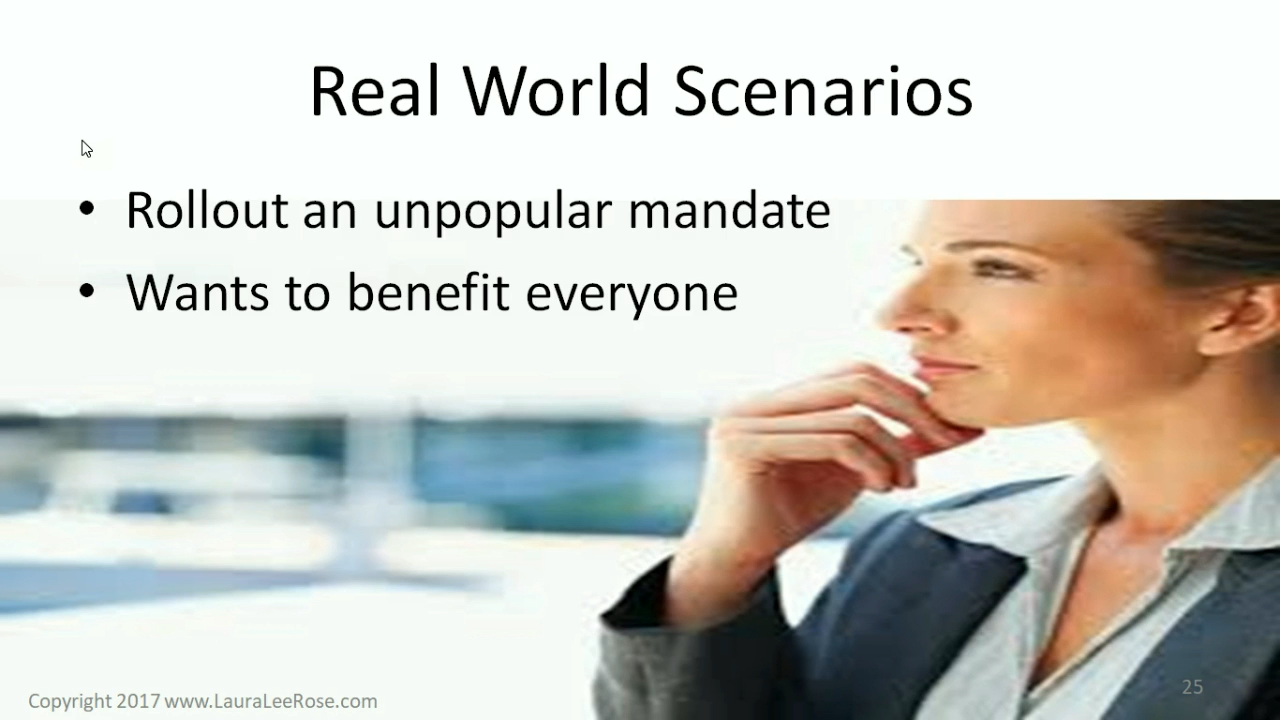 Real World Scenarios
• Rollout an unpopular mandate
• Wants to benefit everyone
Copyright 2017 www.LauraLeeRose.com
25